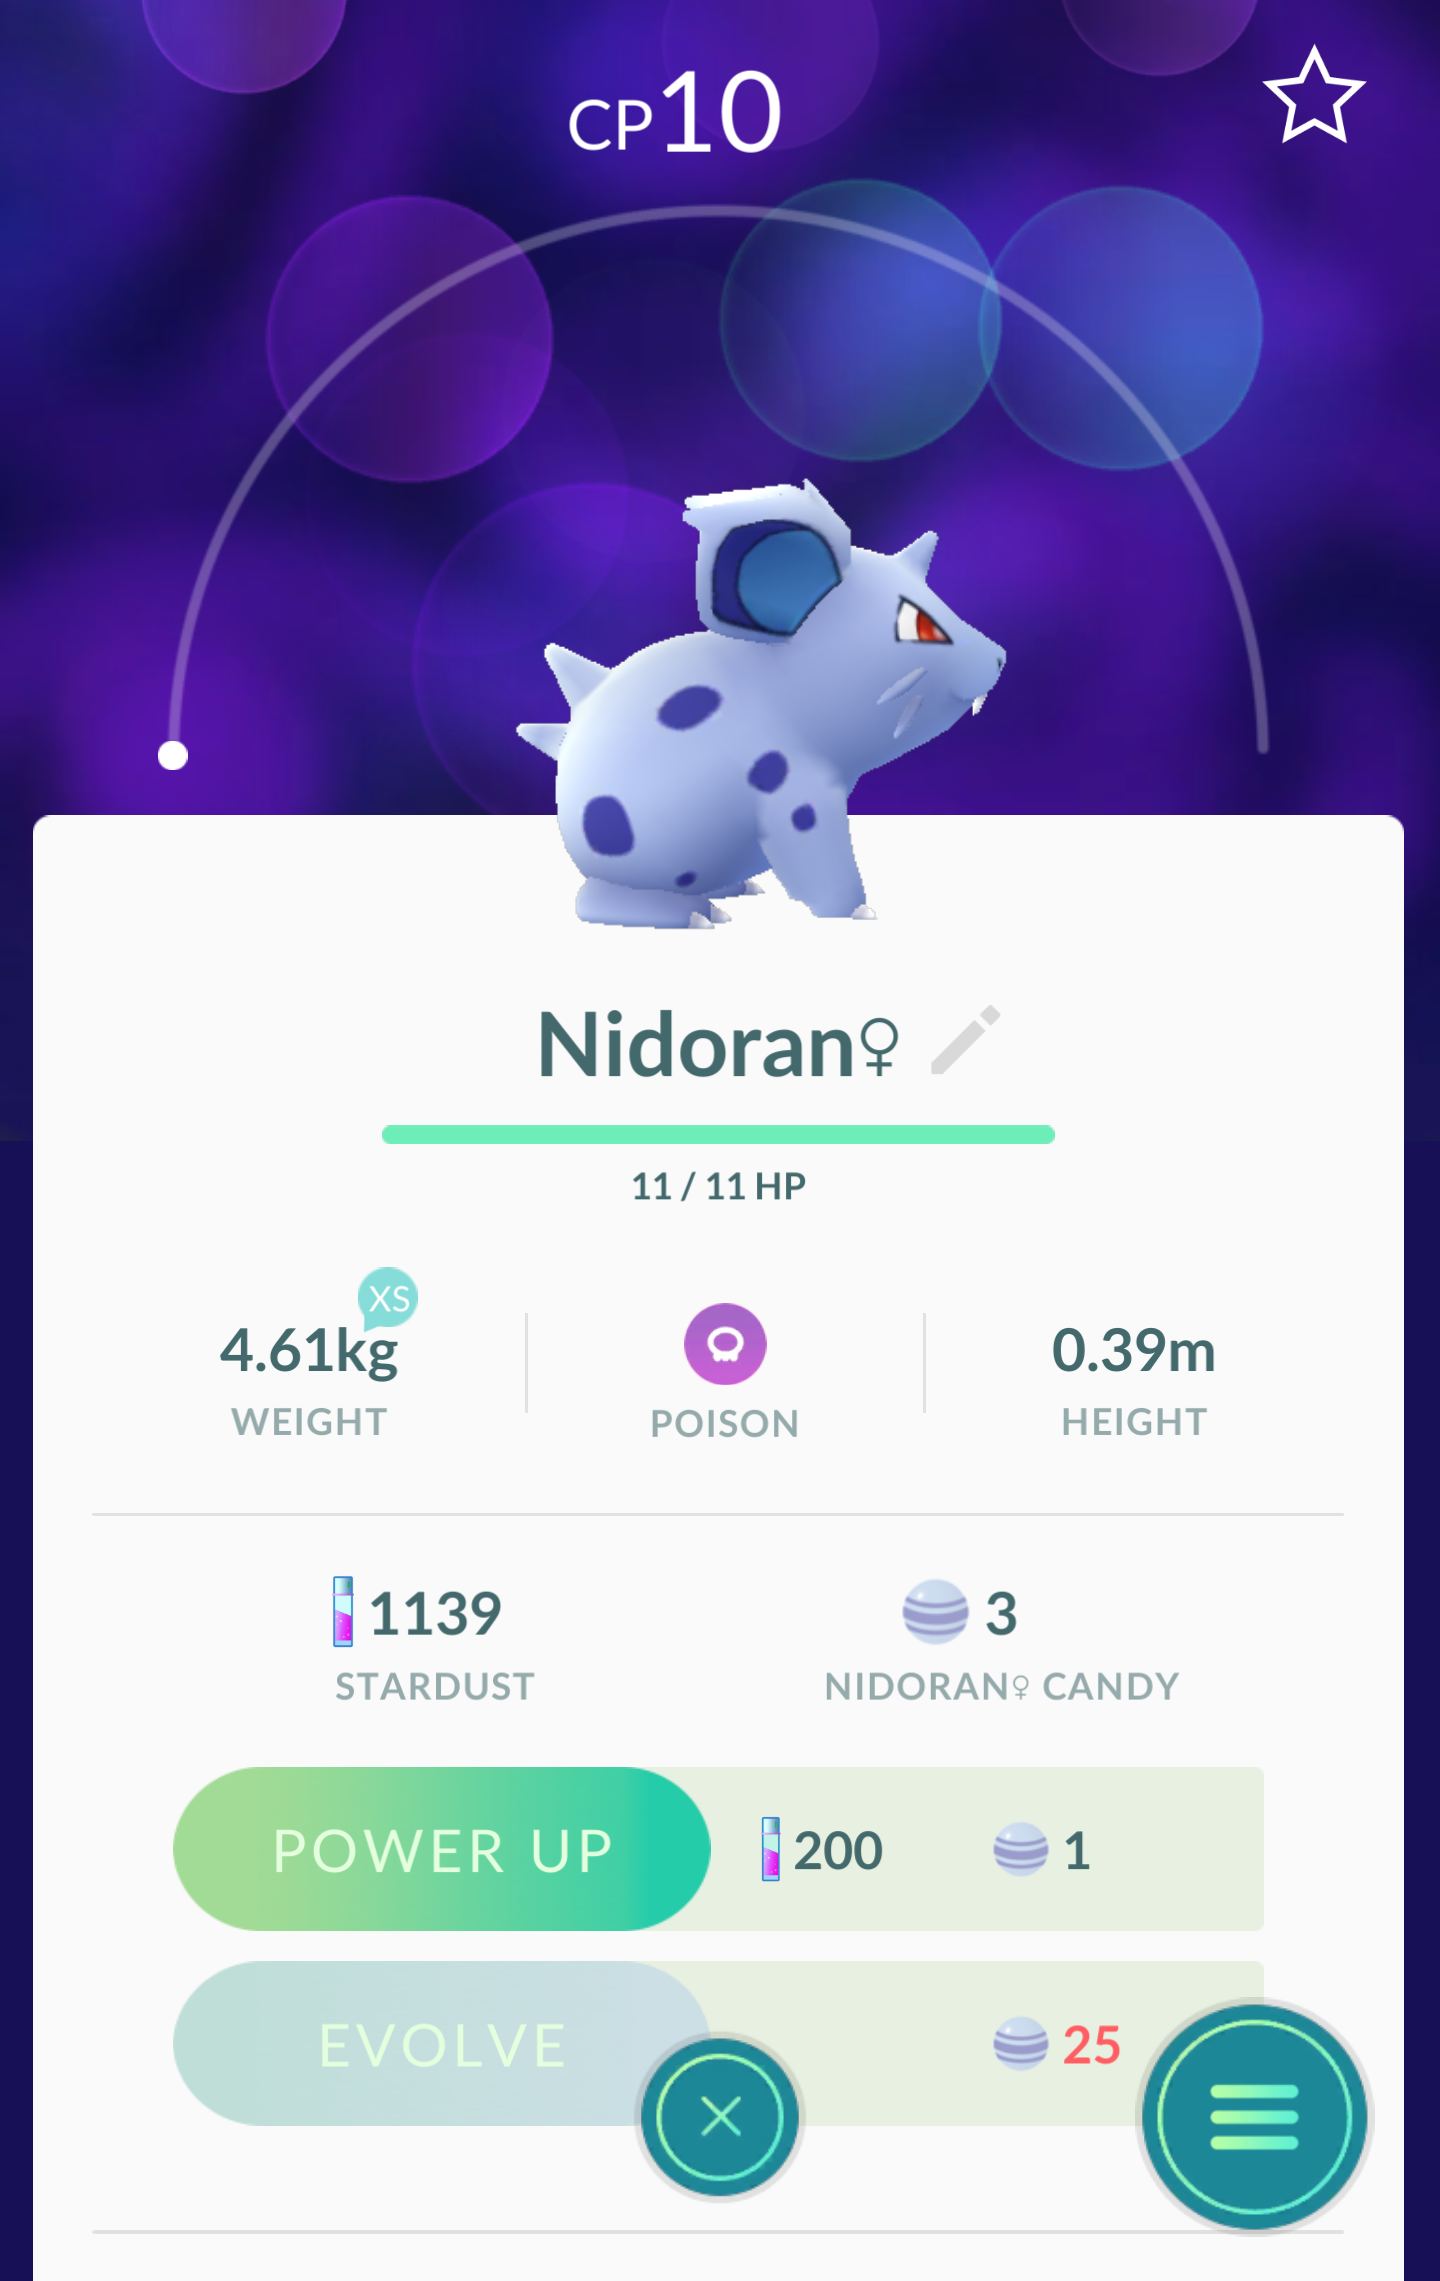 CP10
Nidoran♀
11 / 11 HP
XS
4.61kg
WEIGHT
POISON
0.39m
HEIGHT
1139
STARDUST
3
NIDORAN♀ CANDY
POWER UP 200 1
EVOLVE 25